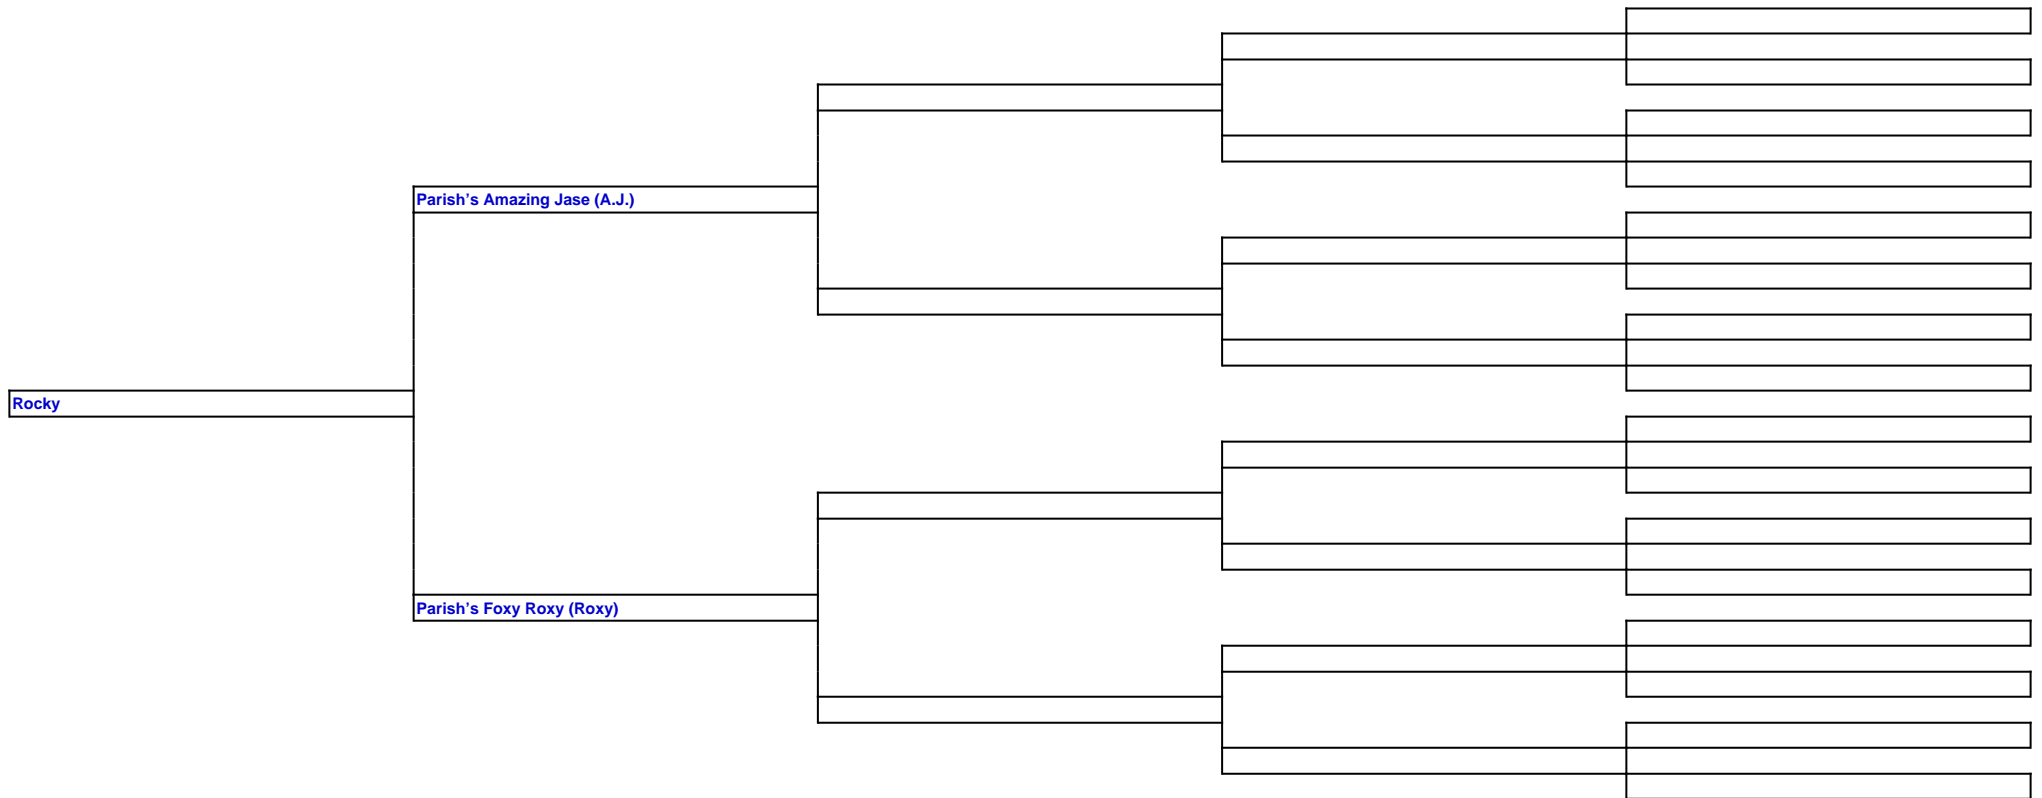 Parish’s Amazing Jase (A.J.)
Rocky
Parish’s Foxy Roxy (Roxy)